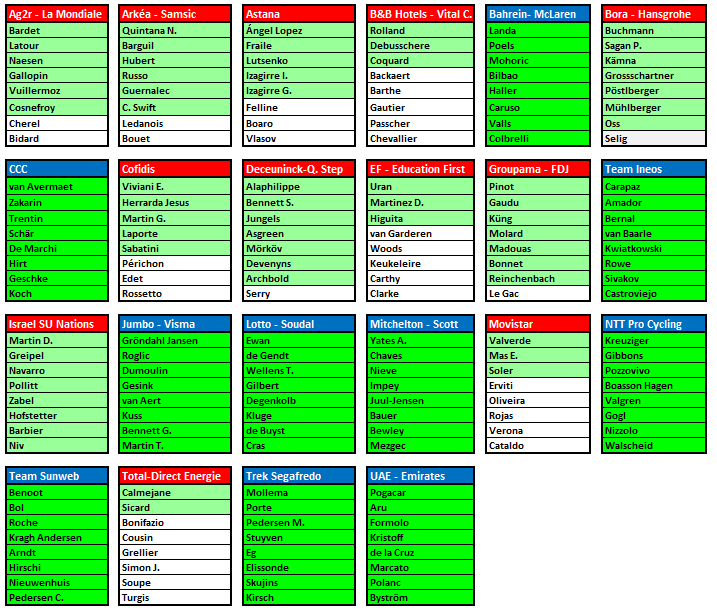 Ag2r - La Mondiale
Bardet
Latour
Naesen
Gallopin
Vuillermoz
Cosnefroy
Cherel
Bidard
Arkéa - Samsic
Quintana N.
Barguil
Hubert
Russo
Guernalec
C. Swift
Ledanois
Bouet
Astana
Ángel Lopez
Fraile
Lutsenko
Izagirre I.
Izagirre G.
Felline
Boaro
Vlasov
B&B Hotels - Vital C.
Rolland
Debusschere
Coquard
Backaert
Barthe
Gautier
Passcher
Chevallier
Bahrein- McLaren
Landa
Poels
Mohoric
Bilbao
Haller
Caruso
Valls
Colbrelli
Bora - Hansgrohe
Buchmann
Sagan P.
Kämna
Grossschartner
Pöstlberger
Mühlberger
Oss
Selig
CCC
van Avermaet
Zakarin
Trentin
Schär
De Marchi
Hirt
Geschke
Koch
Cofidis
Viviani E.
Herrarda Jesus
Martin G.
Laporte
Sabatini
Périchon
Edet
Rossetto
Deceuninck-Q. Step
Alaphilippe
Bennett S.
Jungels
Asgreen
Mörköv
Devenyns
Archbold
Serry
EF - Education First
Uran
Martinez D.
Higuita
van Garderen
Woods
Keukeleire
Carthy
Clarke
Groupama - FDJ
Pinot
Gaudu
Küng
Molard
Madouas
Bonnet
Reinchenbach
Le Gac
Team Ineos
Carapaz
Amador
Bernal
van Baarle
Kwiatkowski
Rowe
Sivakov
Castroviejo
Israel SU Nations
Martin D.
Greipel
Navarro
Pollitt
Zabel
Hofstetter
Barbier
Niv
Jumbo - Visma
Gröndahl Jansen
Roglic
Dumoulin
Gesink
van Aert
Kuss
Bennett G.
Martin T.
Lotto - Soudal
Ewan
de Gendt
Wellens T.
Gilbert
Degenkolb
Kluge
de Buyst
Cras
Mitchelton - Scott
Yates A.
Chaves
Nieve
Impey
Juul-Jensen
Bauer
Bewley
Mezgec
Movistar
Valverde
Mas E.
Soler
Erviti
Oliveira
Rojas
Verona
Cataldo
NTT Pro Cycling
Kreuziger
Gibbons
Pozzovivo
Boasson Hagen
Valgren
Gogl
Nizzolo
Walscheid
Team Sunweb
Benoot
Bol
Roche
Kragh Andersen
Arndt
Hirschi
Nieuwenhuis
Pedersen C.
Total-Direct Energie
Calmejane
Sicard
Bonifazio
Cousin
Grellier
Simon J.
Soupe
Turgis
Trek Segafredo
Mollema
Porte
Pedersen M.
Stuyven
Eg
Elissonde
Skujins
Kirsch
UAE - Emirates
Pogacar
Aru
Formolo
Kristoff
de la Cruz
Marcato
Polanc
Byström